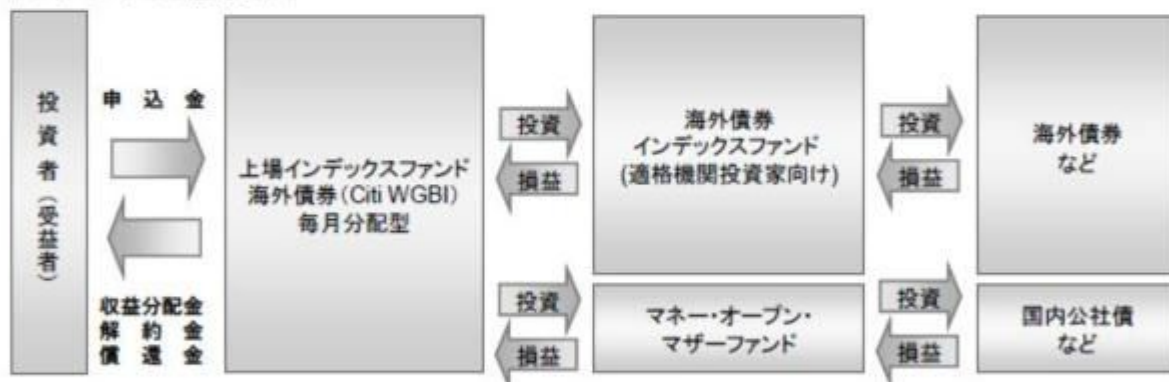 投資者（受益者）
申込金
収益分配金
解約金
償還金
上場インデックスファンド
海外債券（Citi WGBI）
毎月分配型
投資
損益
投資
損益
海外債券
インデックスファンド
(適格機関投資家向け)
マネー・オープン・
マザーファンド
投資
損益
投資
損益
海外債券
など
国内公社債
など